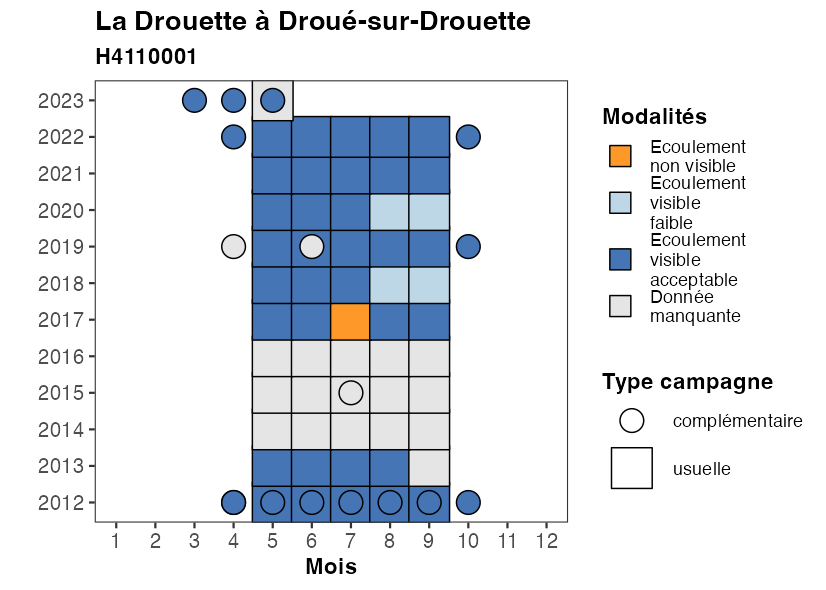 La Drouette à Droué-sur-Drouette
H4110001
2023
2022
2021
2020
2019
2018
2017
2016
2015
2014
2013
2012
1 2 3 4 5 6 7 8 9 10 11 12
Mois
Modalités
Ecoulement
non visible
Ecoulement
visible
faible
Ecoulement
visible
acceptable
Donnée
manquante
Type campagne
complémentaire
usuelle